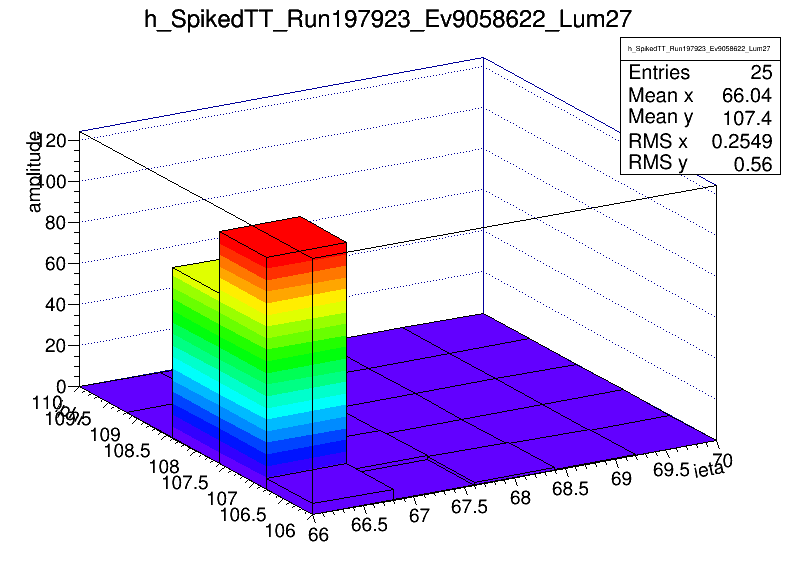 h_SpikedTT_Run197923_Ev9058622_Lum27
h_SpikedTT_Run197923_Ev9058622_Lum27
Entries 25
Mean x 66.04
Mean y 107.4
RMS x 0.2549
RMS y 0.56
amplitude
120
100
80
60
40
20
0
110
109.5
109
108.5
108
107.5
107
106.5
106
66
66.5
67
67.5
68
68.5
69
69.5
70
ieta